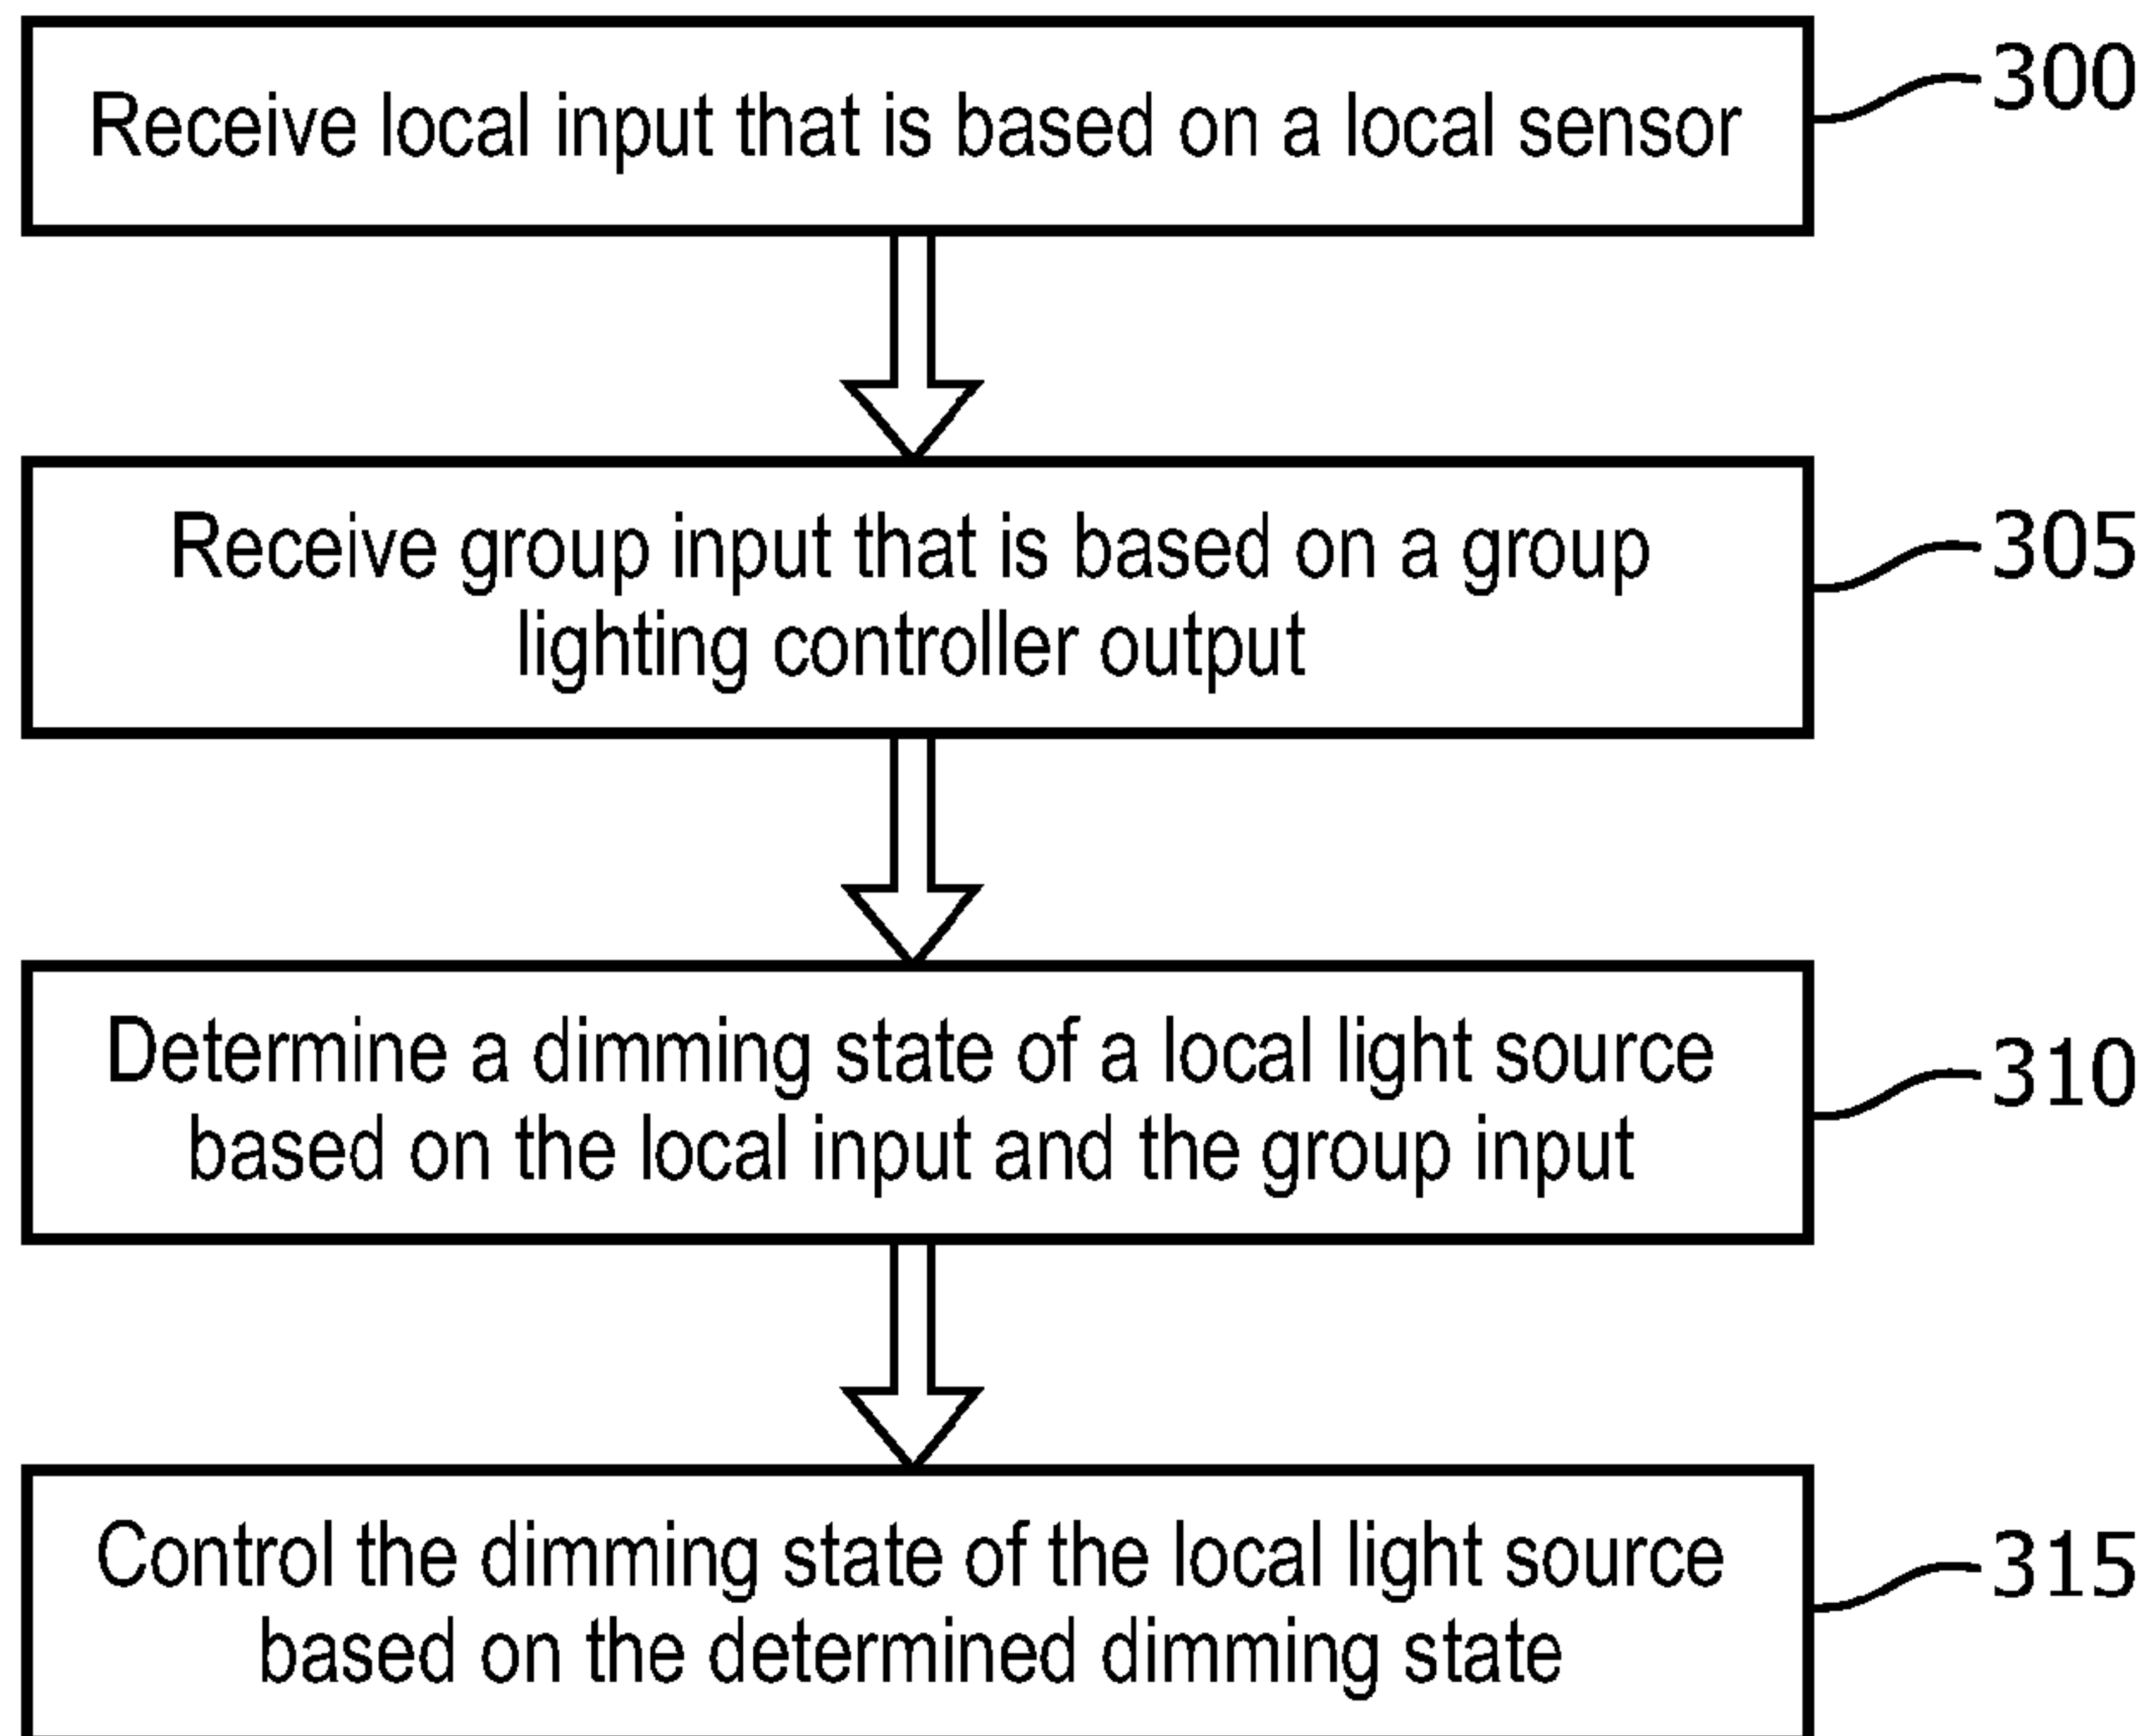 Receive local input that is based on a local sensor
300
Receive group input that is based on a group
lighting controller output
305
Determine a dimming state of a local light source
based on the local input and the group input
310
Control the dimming state of the local light source
based on the determined dimming state
315